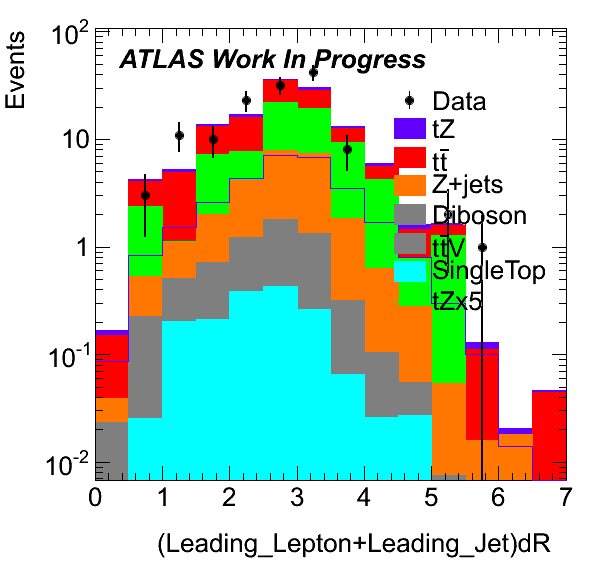 Events
10²
10
1
10⁻¹
10⁻²
ATLAS Work In Progress
Data
tZ
tt̄
Z+jets
Diboson
ttV
SingleTop
tZx5
0 1 2 3 4 5 6 7
(Leading_Lepton+Leading_Jet)dR